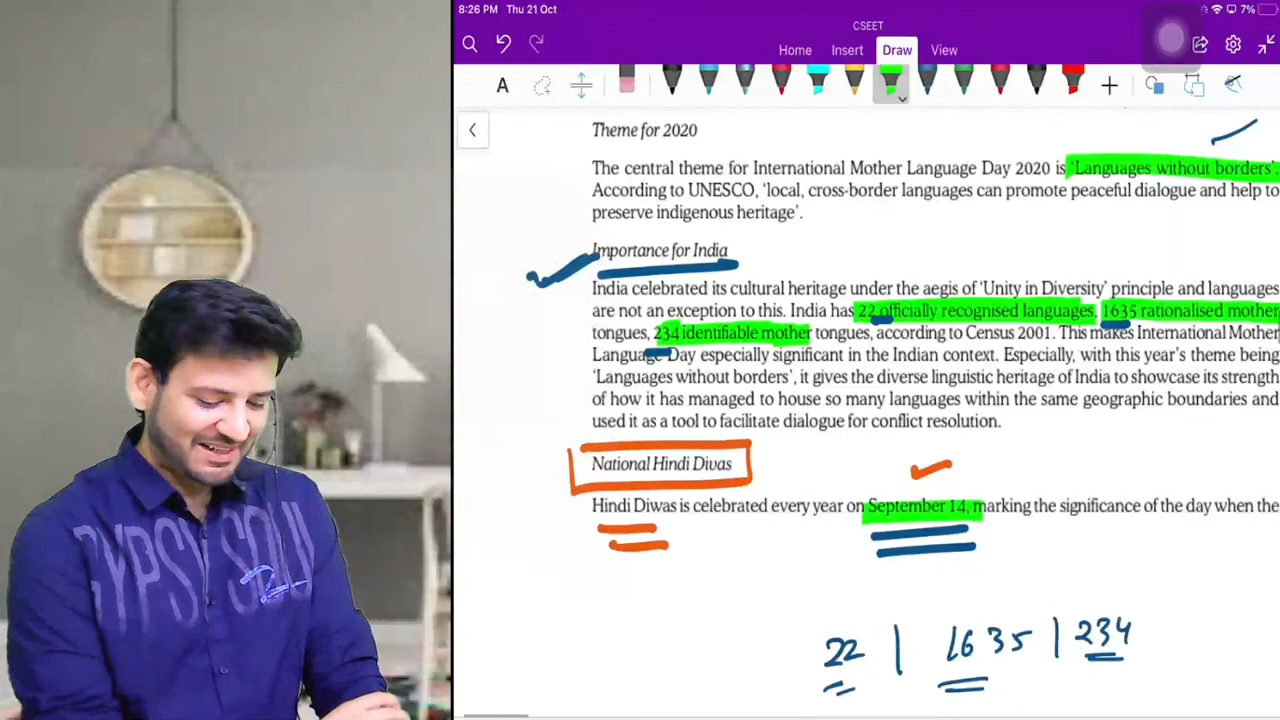 8:26 PM Thu 21 Oct
7%
CSEET
Home Insert Draw View
A
Theme for 2020
The central theme for International Mother Language Day 2020 is 'Languages without borders'.
According to UNESCO, 'local, cross-border languages can promote peaceful dialogue and help to
preserve indigenous heritage'.
Importance for India
India celebrated its cultural heritage under the aegis of 'Unity in Diversity' principle and languages
are not an exception to this. India has 22 officially recognised languages, 1635 rationalised mother
tongues, 234 identifiable mother tongues, according to Census 2001. This makes International Mother
Language Day especially significant in the Indian context. Especially, with this year's theme being
'Languages without borders', it gives the diverse linguistic heritage of India to showcase its strength
of how it has managed to house so many languages within the same geographic boundaries and
used it as a tool to facilitate dialogue for conflict resolution.
National Hindi Divas
Hindi Diwas is celebrated every year on September 14, marking the significance of the day when the
22 | 1635 | 234
GYPSY SOUL